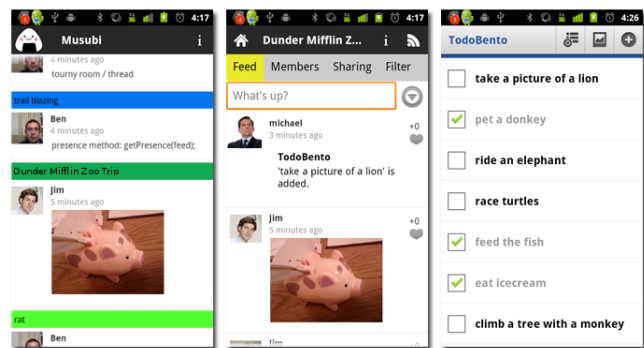 4:17
Musubi
i
4 minutes ago
tourny room / thread
trail blazing
Ben
4 minutes ago
presence method: getPresence(feed);
Dunder Mifflin Zoo Trip
Jim
5 minutes ago
rat
Ben
4:17
Dunder Mifflin Z...
i
Feed Members Sharing Filter
What's up?
michael
3 minutes ago
+0
TodoBento
'take a picture of a lion' is
added.
Jim
5 minutes ago
+0
Jim
4:26
TodoBento
take a picture of a lion
pet a donkey
ride an elephant
race turtles
feed the fish
eat icecream
climb a tree with a monkey